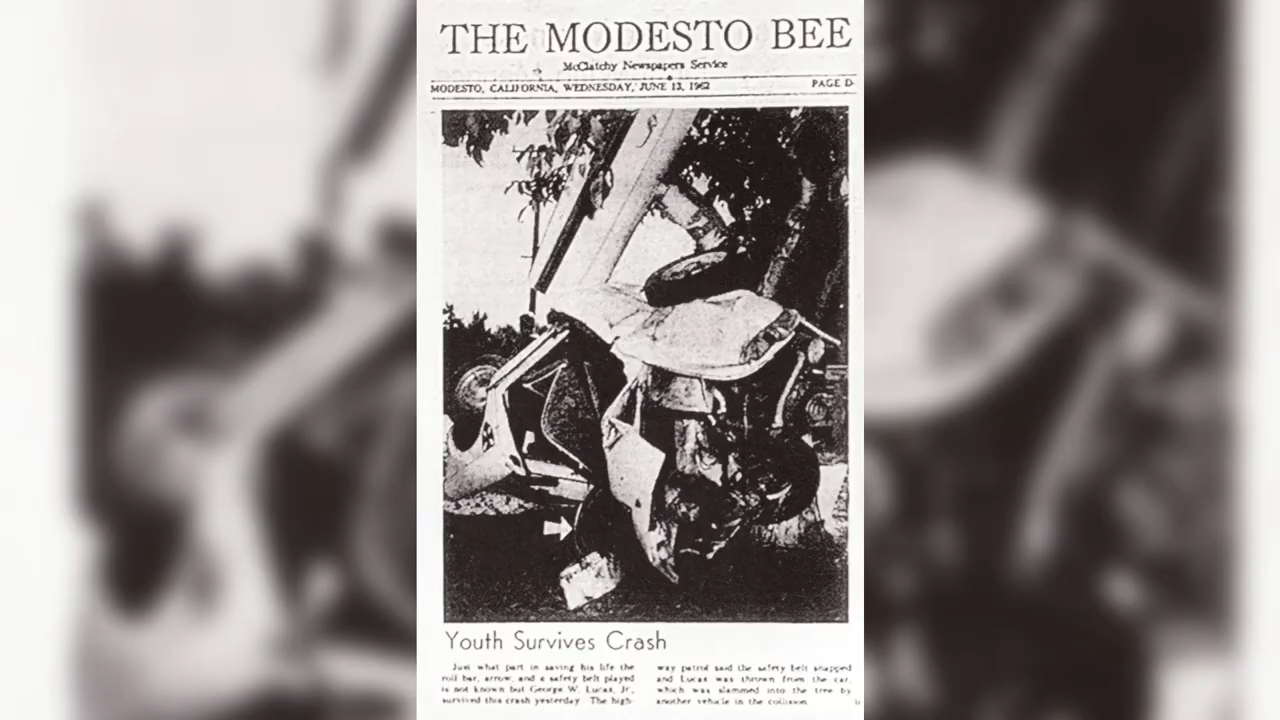 THE MODESTO BEE
McClatchy Newspapers Service
MODESTO, CALIFORNIA, WEDNESDAY, JUNE 13, 1962 PAGE D-
Youth Survives Crash
Just what part in saving his life the
roll bar, arrow, and a safety belt played
is not known but George W. Lucas, Jr.,
survived this crash yesterday. The high-
way patrol said the safety belt snapped
and Lucas was thrown from the car,
which was slammed into the tree by
another vehicle in the collision.